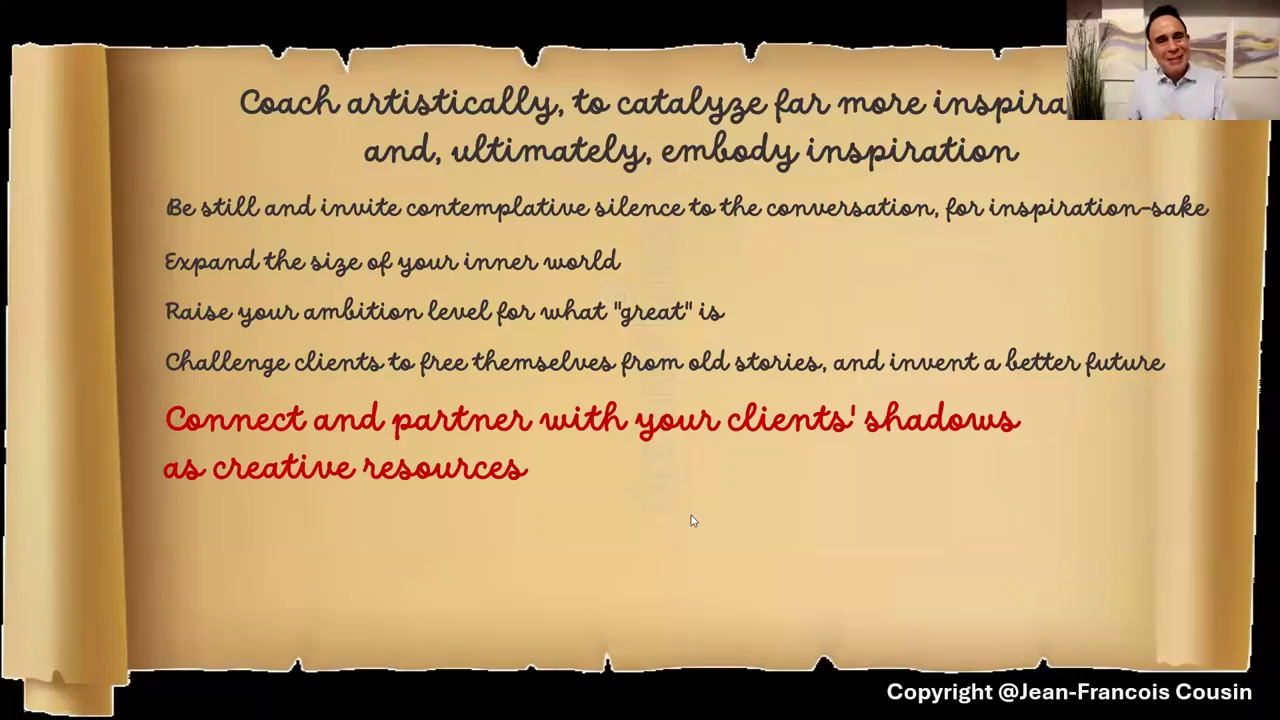 Coach artistically, to catalyze far more
and, ultimately, embody inspiration
Be still and invite contemplative silence to the conversation, for inspiration-sake
Expand the size of your inner world
Raise your ambition level for what "great" is
Challenge clients to free themselves from old stories, and invent a better future
Connect and partner with your clients' shadows
as creative resources
Copyright @Jean-Francois Cousin